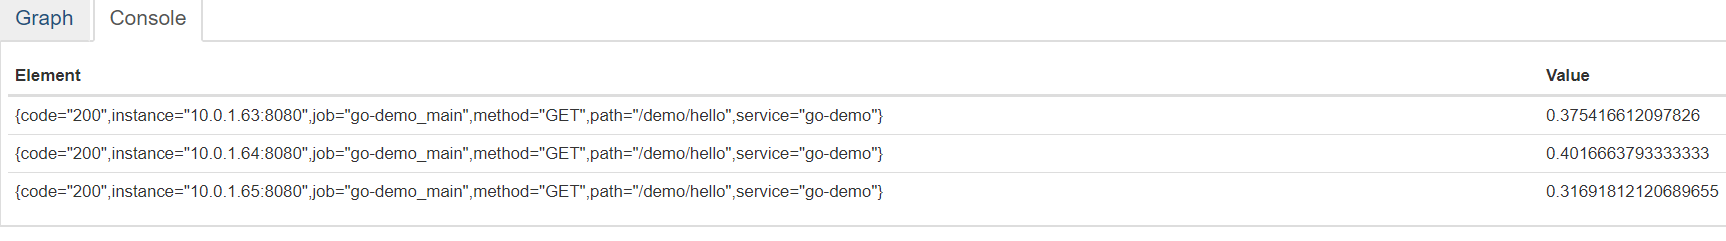 Graph Console
Element Value
{code="200",instance="10.0.1.63:8080",job="go-demo_main",method="GET",path="/demo/hello",service="go-demo"} 0.375416612097826
{code="200",instance="10.0.1.64:8080",job="go-demo_main",method="GET",path="/demo/hello",service="go-demo"} 0.4016663793333333
{code="200",instance="10.0.1.65:8080",job="go-demo_main",method="GET",path="/demo/hello",service="go-demo"} 0.31691812120689655